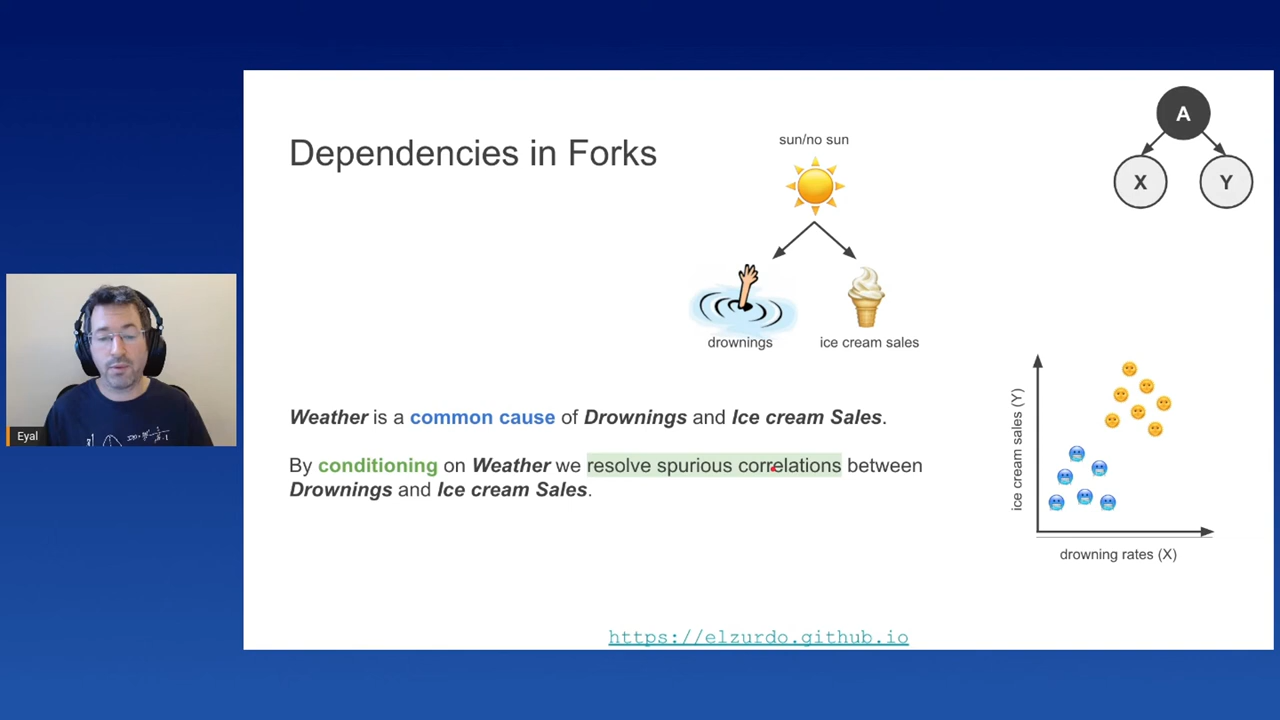 Dependencies in Forks
sun/no sun
A
X
Y
drownings
ice cream sales
Weather is a common cause of Drownings and Ice cream Sales.
By conditioning on Weather we resolve spurious correlations between
Drownings and Ice cream Sales.
ice cream sales (Y)
drowning rates (X)
https://elzurdo.github.io
Eyal